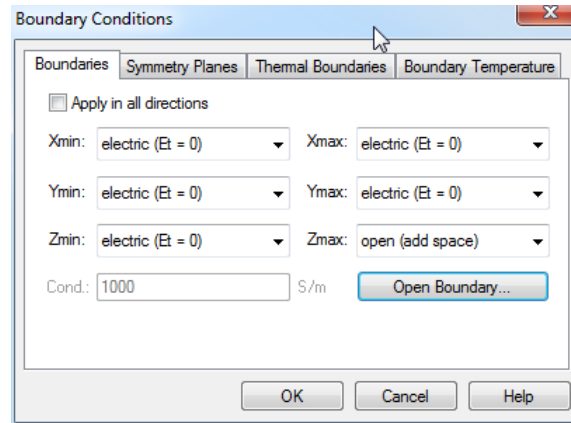 Boundary Conditions
Boundaries Symmetry Planes Thermal Boundaries Boundary Temperature
Apply in all directions
Xmin: electric (Et = 0) Xmax: electric (Et = 0)
Ymin: electric (Et = 0) Ymax: electric (Et = 0)
Zmin: electric (Et = 0) Zmax: open (add space)
Cond.: 1000 S/m Open Boundary...
OK Cancel Help